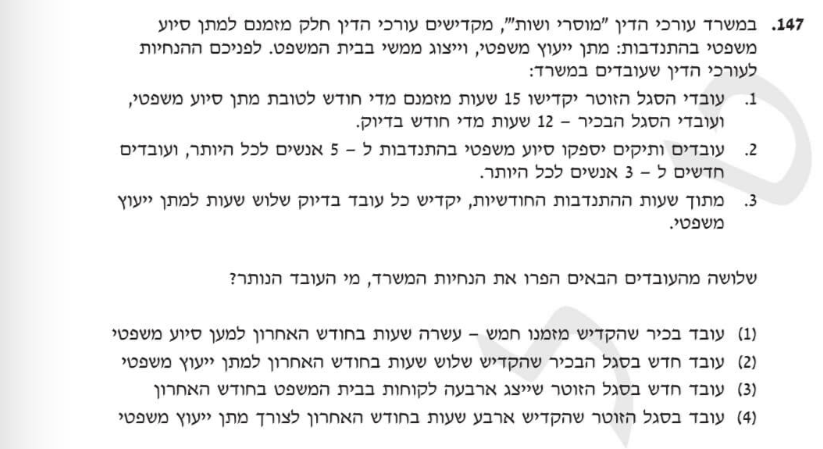 147. במשרד עורכי הדין "מוסרי ושות'", מקדישים עורכי הדין חלק מזמנם למתן סיוע
משפטי בהתנדבות: מתן ייעוץ משפטי, וייצוג ממשי בבית המשפט. לפניכם ההנחיות
לעורכי הדין שעובדים במשרד:
1. עובדי הסגל הזוטר יקדישו 15 שעות מזמנם מדי חודש לטובת מתן סיוע משפטי,
ועובדי הסגל הבכיר – 12 שעות מדי חודש בדיוק.
2. עובדים ותיקים יספקו סיוע משפטי בהתנדבות ל – 5 אנשים לכל היותר, ועובדים
חדשים ל – 3 אנשים לכל היותר.
3. מתוך שעות ההתנדבות החודשיות, יקדיש כל עובד בדיוק שלוש שעות למתן ייעוץ
משפטי.
שלושה מהעובדים הבאים הפרו את הנחיות המשרד, מי העובד הנותר?
(1) עובד בכיר שהקדיש מזמנו חמש – עשרה שעות בחודש האחרון למען סיוע משפטי
(2) עובד חדש בסגל הבכיר שהקדיש שלוש שעות בחודש האחרון למתן ייעוץ משפטי
(3) עובד חדש בסגל הזוטר שייצג ארבעה לקוחות בבית המשפט בחודש האחרון
(4) עובד בסגל הזוטר שהקדיש ארבע שעות בחודש האחרון לצורך מתן ייעוץ משפטי